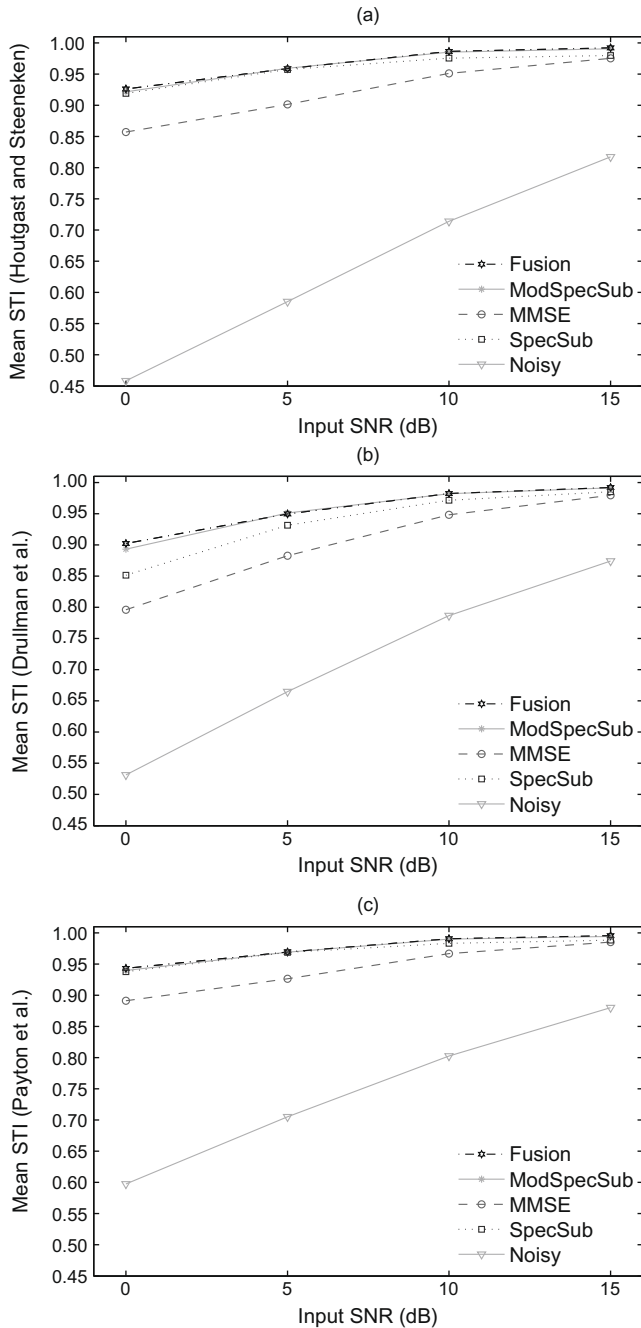 (a)
Mean STI (Houtgast and Steeneken)
1.00
0.95
0.90
0.85
0.80
0.75
0.70
0.65
0.60
0.55
0.50
0.45
Fusion
ModSpecSub
MMSE
SpecSub
Noisy
0 5 10 15
Input SNR (dB)
(b)
Mean STI (Drullman et al.)
1.00
0.95
0.90
0.85
0.80
0.75
0.70
0.65
0.60
0.55
0.50
0.45
Fusion
ModSpecSub
MMSE
SpecSub
Noisy
0 5 10 15
Input SNR (dB)
(c)
Mean STI (Payton et al.)
1.00
0.95
0.90
0.85
0.80
0.75
0.70
0.65
0.60
0.55
0.50
0.45
Fusion
ModSpecSub
MMSE
SpecSub
Noisy
0 5 10 15
Input SNR (dB)